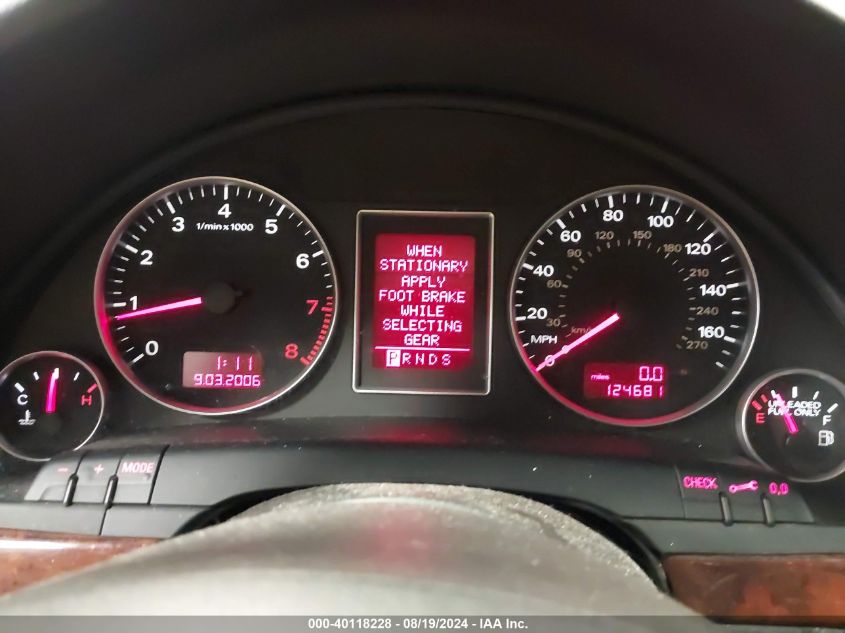 0 1 2 3 4 5 6 7 8
1/min x 1000
1:11
9.03.2006
WHEN
STATIONARY
APPLY
FOOT BRAKE
WHILE
SELECTING
GEAR
P R N D S
20 40 60 80 100 120 140 160
30 60 90 120 150 180 210 240 270
MPH km/h
miles 0.0
124681
C H
E F
UNLEADED
FUEL ONLY
- + MODE
CHECK 0.0
000-40118228 - 08/19/2024 - IAA Inc.